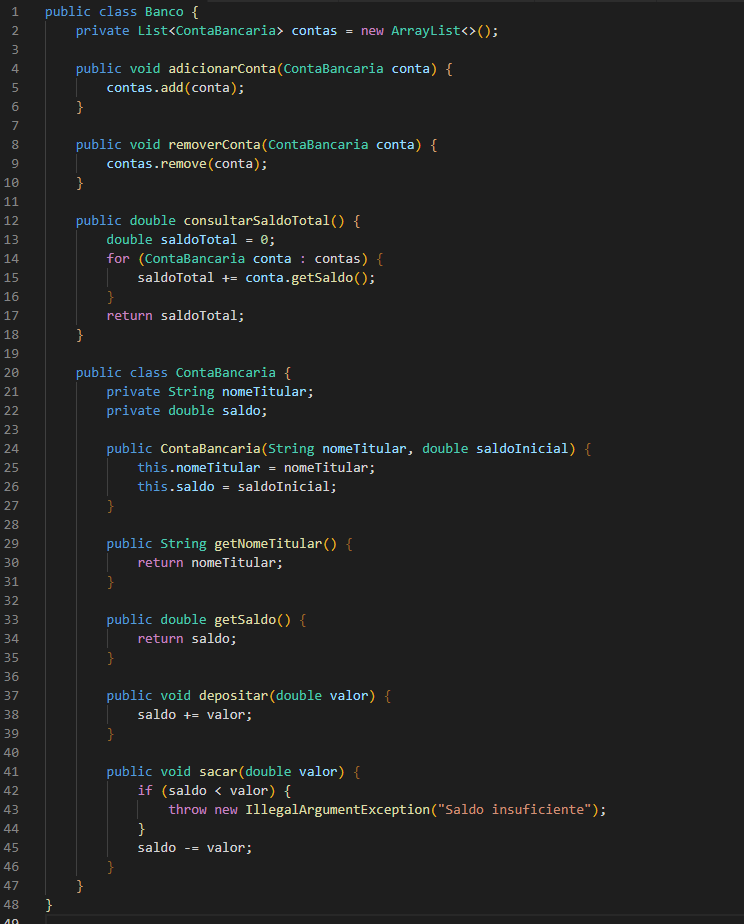 1 public class Banco {
2     private List<ContaBancaria> contas = new ArrayList<>();
3
4     public void adicionarConta(ContaBancaria conta) {
5         contas.add(conta);
6     }
7
8     public void removerConta(ContaBancaria conta) {
9         contas.remove(conta);
10     }
11
12     public double consultarSaldoTotal() {
13         double saldoTotal = 0;
14         for (ContaBancaria conta : contas) {
15             saldoTotal += conta.getSaldo();
16         }
17         return saldoTotal;
18     }
19
20     public class ContaBancaria {
21         private String nomeTitular;
22         private double saldo;
23
24         public ContaBancaria(String nomeTitular, double saldoInicial) {
25             this.nomeTitular = nomeTitular;
26             this.saldo = saldoInicial;
27         }
28
29         public String getNomeTitular() {
30             return nomeTitular;
31         }
32
33         public double getSaldo() {
34             return saldo;
35         }
36
37         public void depositar(double valor) {
38             saldo += valor;
39         }
40
41         public void sacar(double valor) {
42             if (saldo < valor) {
43                 throw new IllegalArgumentException("Saldo insuficiente");
44             }
45             saldo -= valor;
46         }
47     }
48 }
49